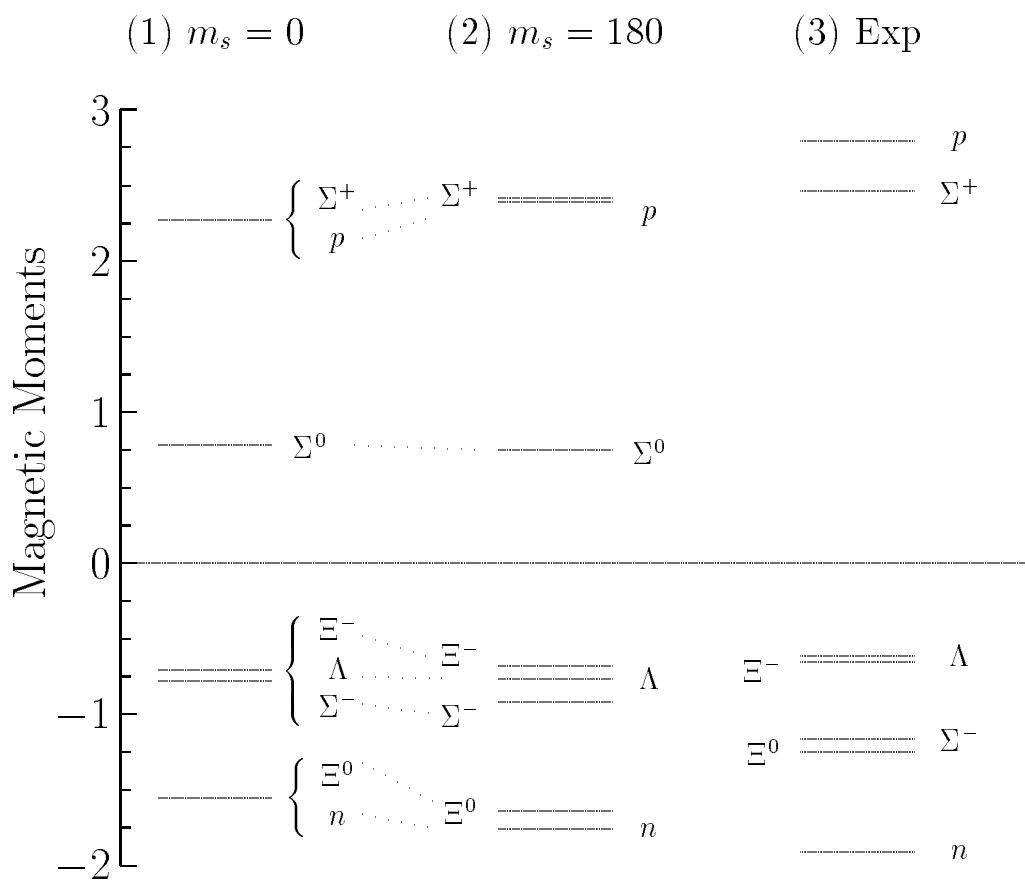 (1) m_s = 0 (2) m_s = 180 (3) Exp
Magnetic Moments
3
p
Σ⁺ Σ⁺ Σ⁺
p p
2
1
Σ⁰ Σ⁰
0
Ξ⁻ Ξ⁻ Λ
Λ Λ Ξ⁻
Σ⁻ Σ⁻
−1
Σ⁻
Ξ⁰ Ξ⁰ Ξ⁰
n n n
−2